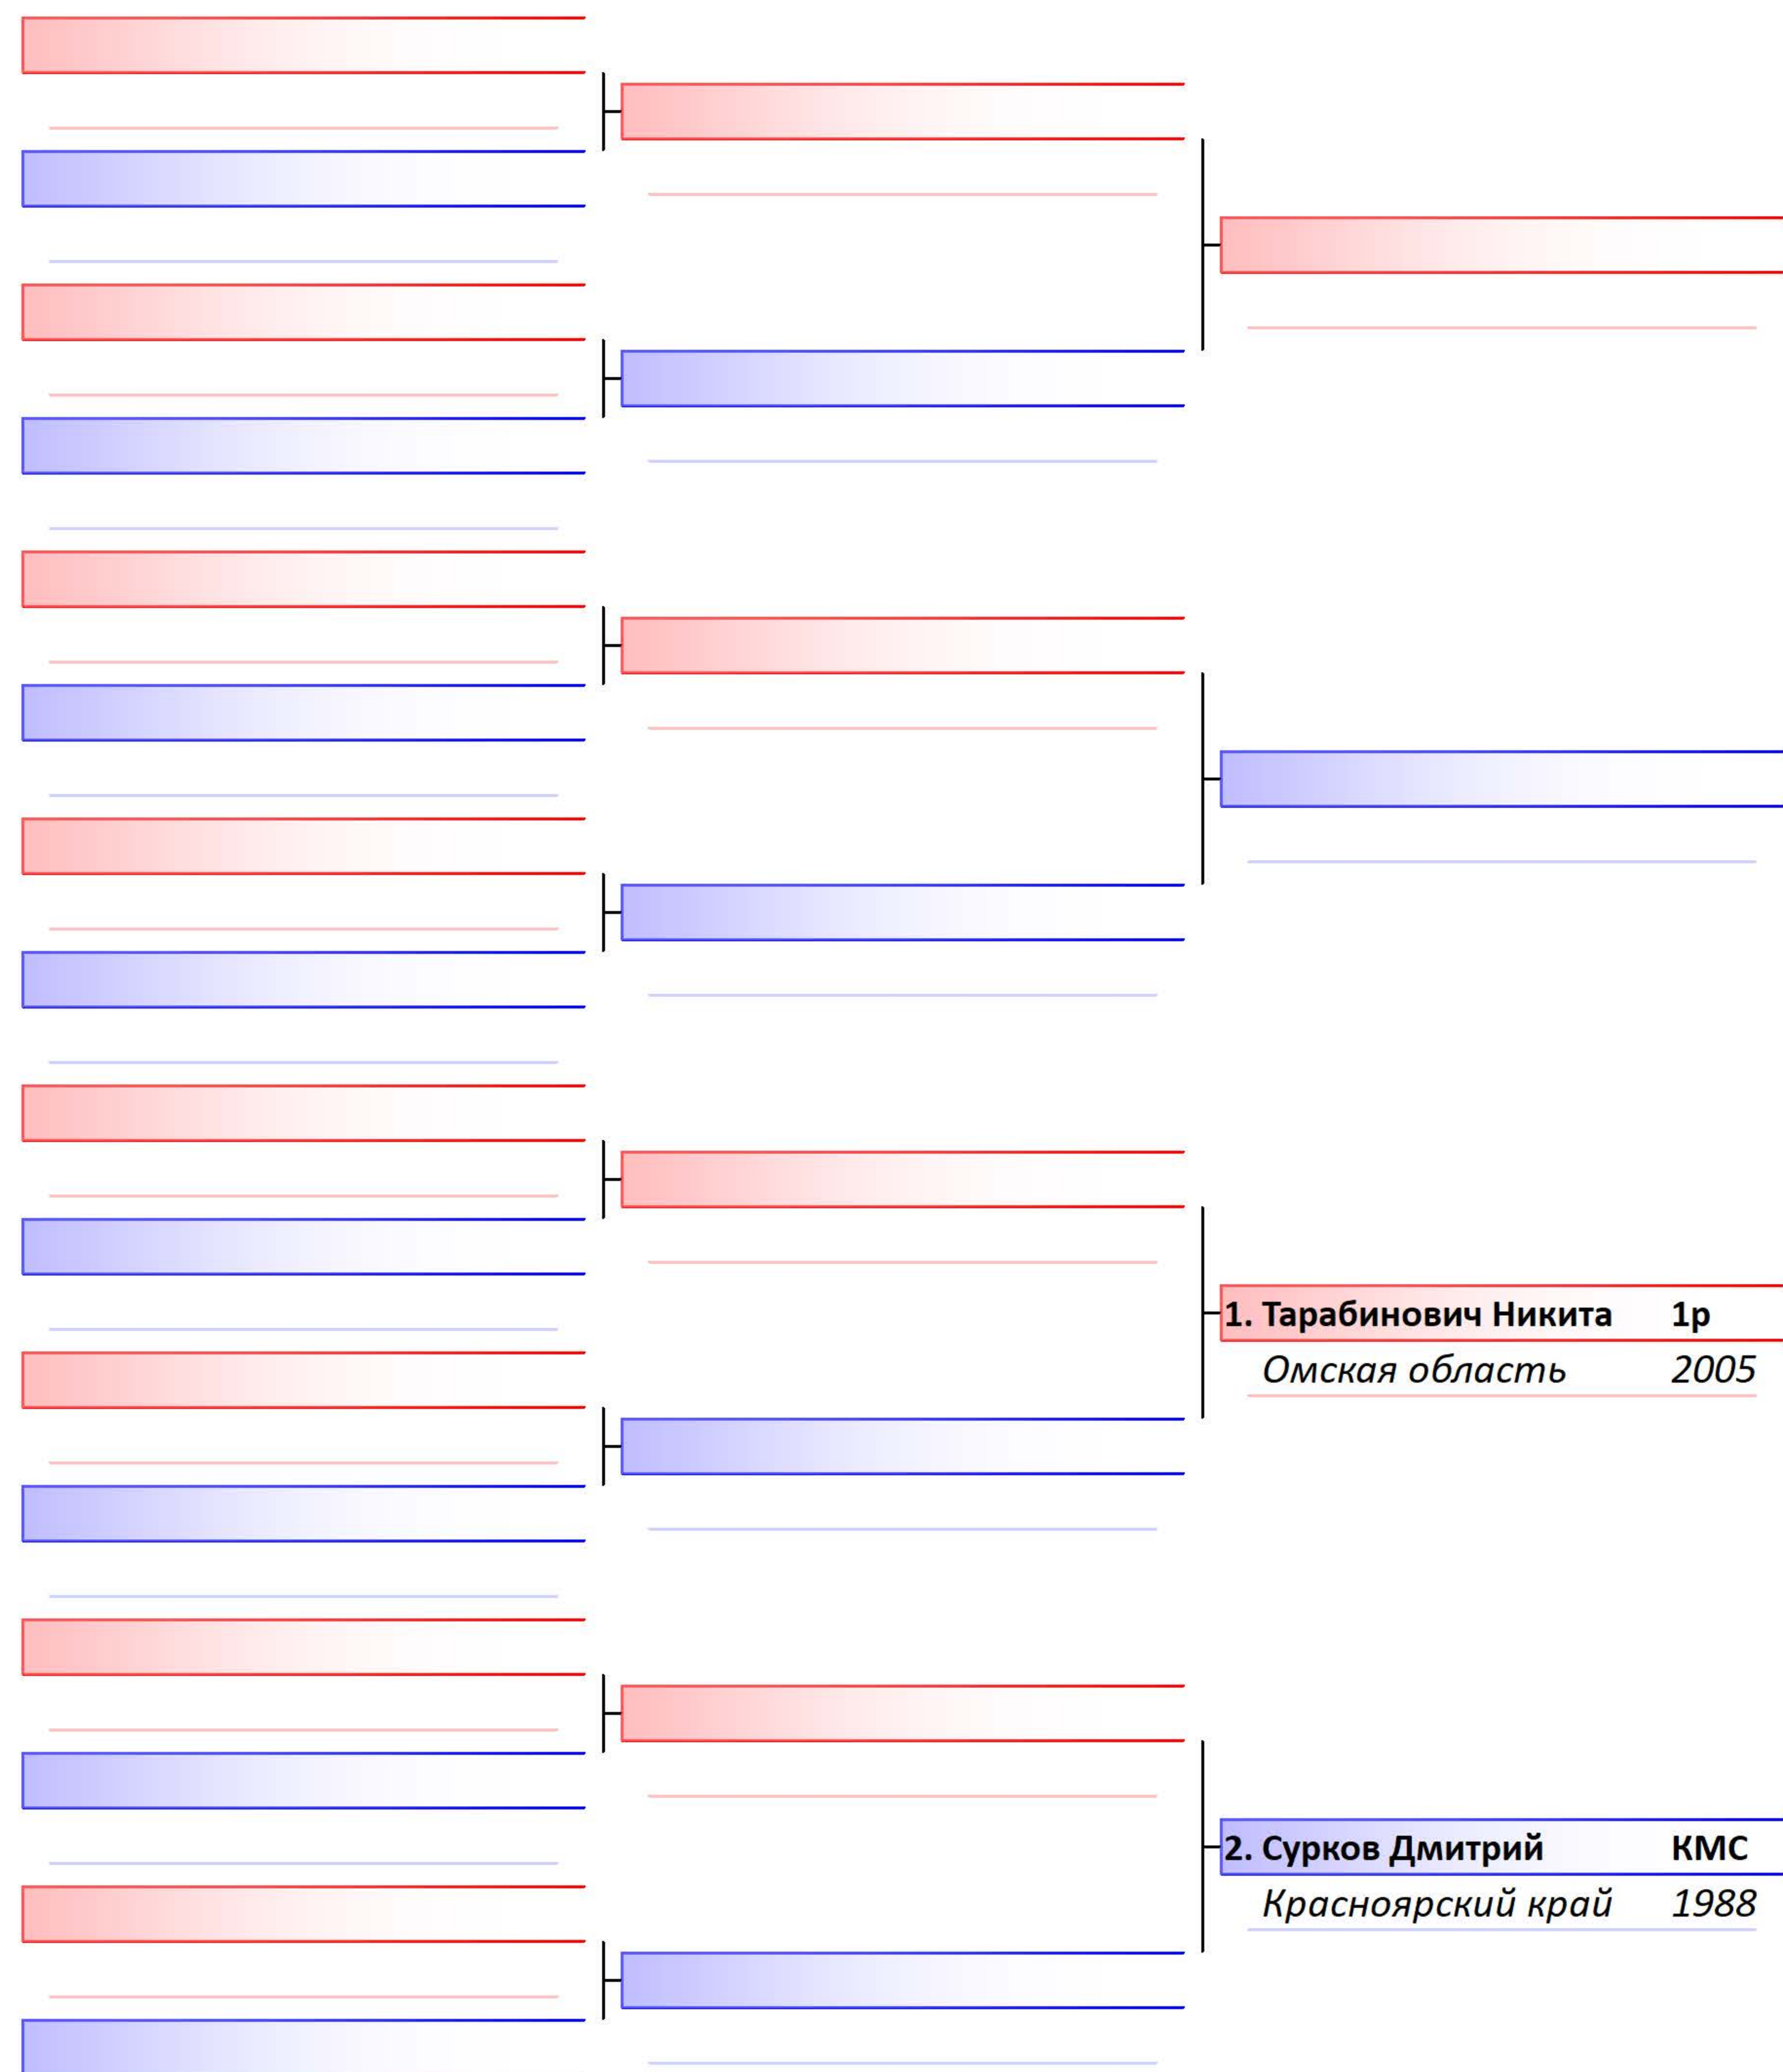 1. Тарабинович Никита 1р
Омская область 2005
2. Сурков Дмитрий КМС
Красноярский край 1988